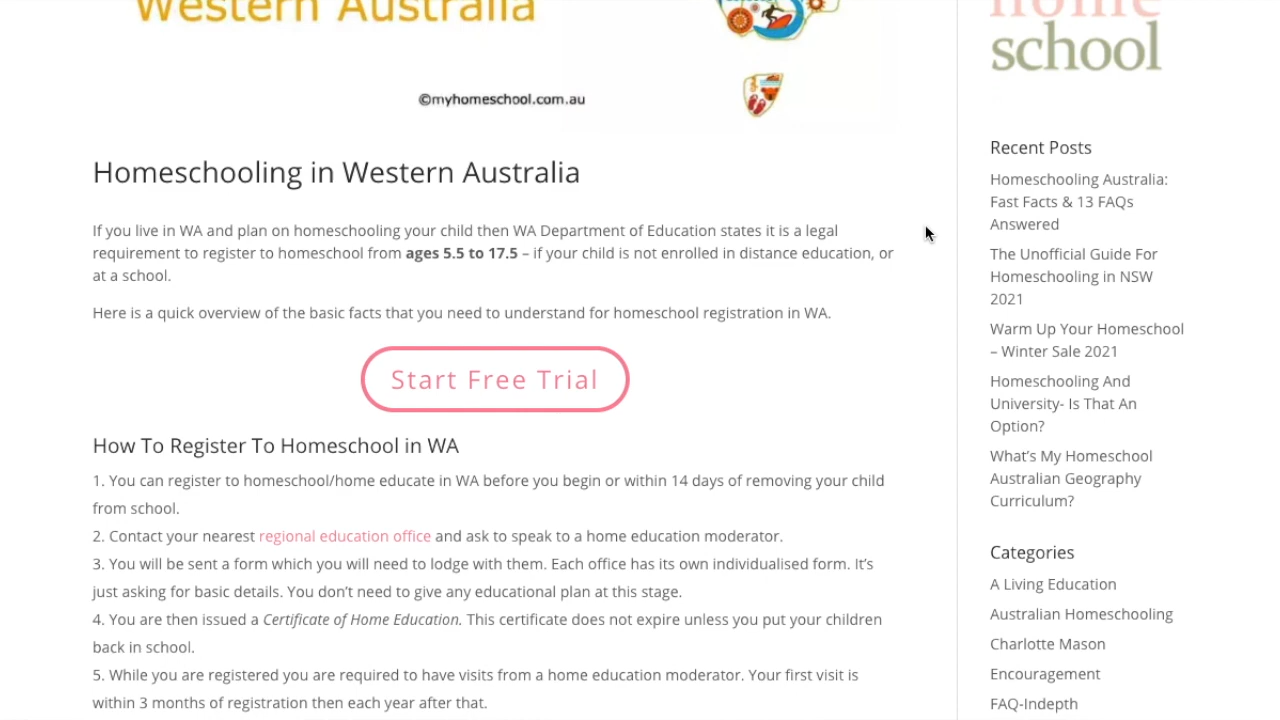 Western Australia
©myhomeschool.com.au
Homeschooling in Western Australia
If you live in WA and plan on homeschooling your child then WA Department of Education states it is a legal
requirement to register to homeschool from ages 5.5 to 17.5 – if your child is not enrolled in distance education, or
at a school.
Here is a quick overview of the basic facts that you need to understand for homeschool registration in WA.
Start Free Trial
How To Register To Homeschool in WA
1. You can register to homeschool/home educate in WA before you begin or within 14 days of removing your child
from school.
2. Contact your nearest regional education office and ask to speak to a home education moderator.
3. You will be sent a form which you will need to lodge with them. Each office has its own individualised form. It’s
just asking for basic details. You don’t need to give any educational plan at this stage.
4. You are then issued a Certificate of Home Education. This certificate does not expire unless you put your children
back in school.
5. While you are registered you are required to have visits from a home education moderator. Your first visit is
within 3 months of registration then each year after that.
home
school
Recent Posts
Homeschooling Australia:
Fast Facts & 13 FAQs
Answered
The Unofficial Guide For
Homeschooling in NSW
2021
Warm Up Your Homeschool
– Winter Sale 2021
Homeschooling And
University- Is That An
Option?
What’s My Homeschool
Australian Geography
Curriculum?
Categories
A Living Education
Australian Homeschooling
Charlotte Mason
Encouragement
FAQ-Indepth